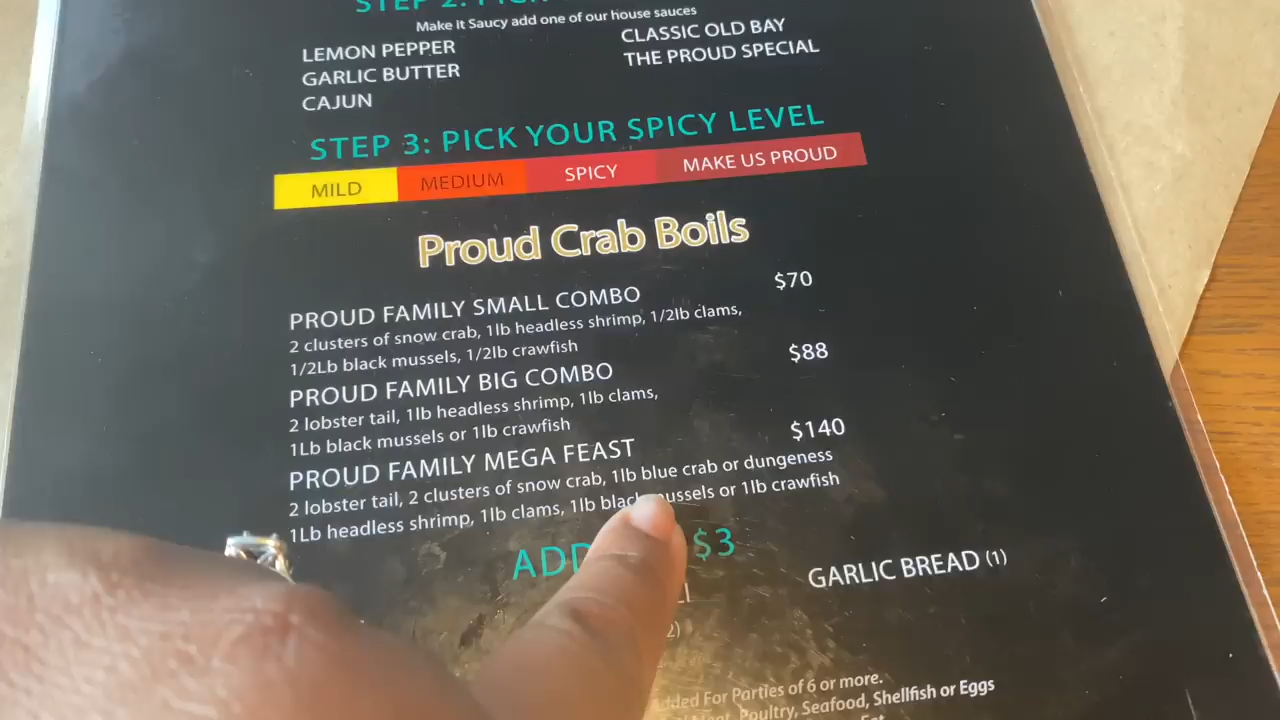 STEP 2: PICK
Make it Saucy add one of our house sauces
LEMON PEPPER
GARLIC BUTTER
CAJUN
CLASSIC OLD BAY
THE PROUD SPECIAL
STEP 3: PICK YOUR SPICY LEVEL
MILD MEDIUM SPICY MAKE US PROUD
Proud Crab Boils
PROUD FAMILY SMALL COMBO $70
2 clusters of snow crab, 1lb headless shrimp, 1/2lb clams,
1/2Lb black mussels, 1/2lb crawfish
PROUD FAMILY BIG COMBO $88
2 lobster tail, 1lb headless shrimp, 1lb clams,
1Lb black mussels or 1lb crawfish
PROUD FAMILY MEGA FEAST $140
2 lobster tail, 2 clusters of snow crab, 1lb blue crab or dungeness
1Lb headless shrimp, 1lb clams, 1lb black mussels or 1lb crawfish
ADD $3
GARLIC BREAD (1)
2)
Added For Parties of 6 or more.
Meat, Poultry, Seafood, Shellfish or Eggs